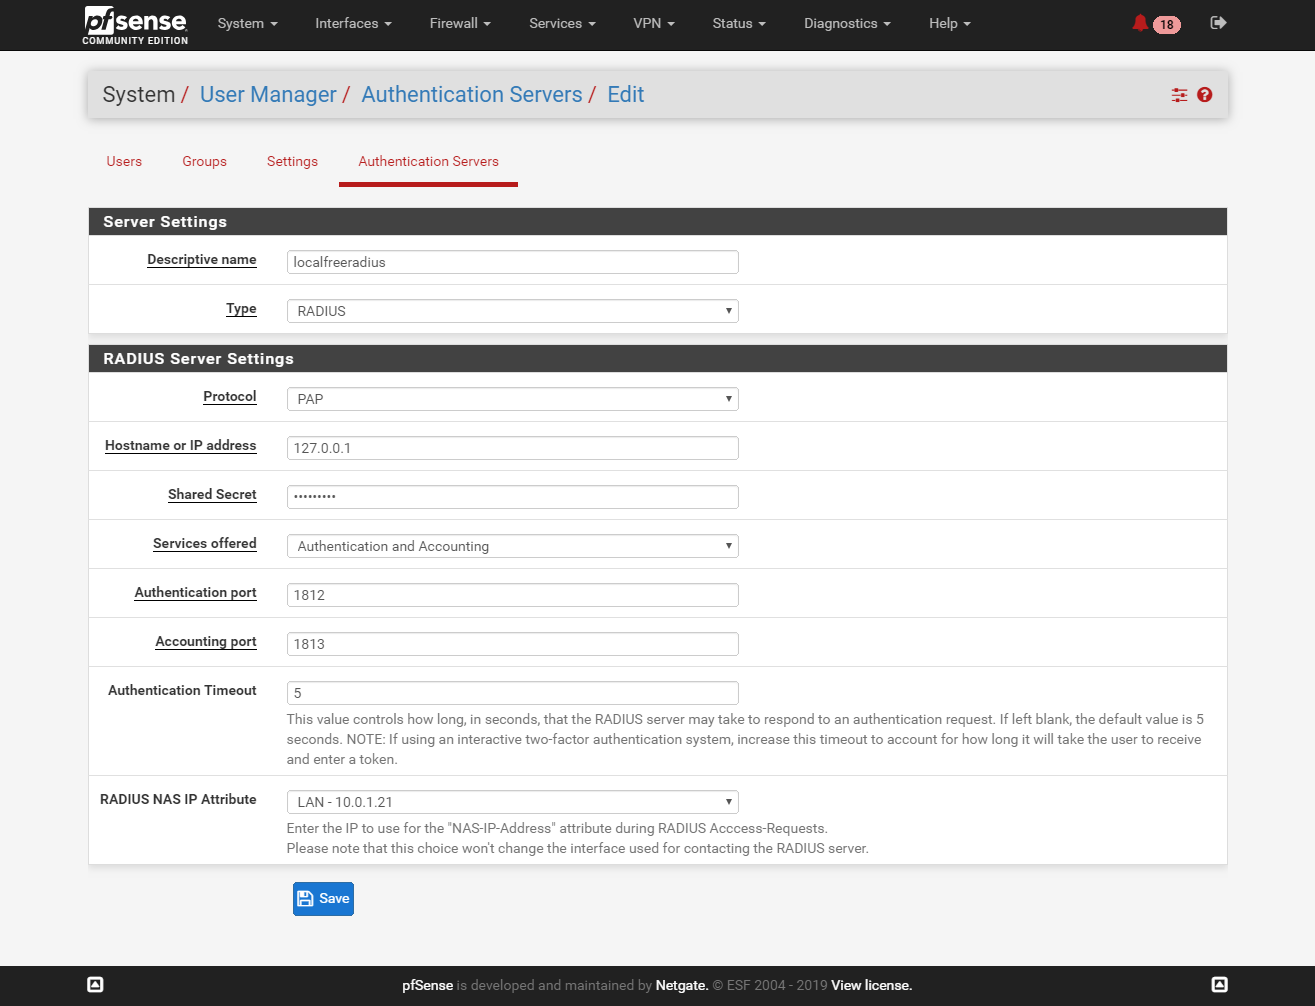 pfsense
COMMUNITY EDITION
System Interfaces Firewall Services VPN Status Diagnostics Help 18
System / User Manager / Authentication Servers / Edit
Users Groups Settings Authentication Servers
Server Settings
Descriptive name localfreeradius
Type RADIUS
RADIUS Server Settings
Protocol PAP
Hostname or IP address 127.0.0.1
Shared Secret •••••••••
Services offered Authentication and Accounting
Authentication port 1812
Accounting port 1813
Authentication Timeout 5
This value controls how long, in seconds, that the RADIUS server may take to respond to an authentication request. If left blank, the default value is 5
seconds. NOTE: If using an interactive two-factor authentication system, increase this timeout to account for how long it will take the user to receive
and enter a token.
RADIUS NAS IP Attribute LAN - 10.0.1.21
Enter the IP to use for the "NAS-IP-Address" attribute during RADIUS Acccess-Requests.
Please note that this choice won't change the interface used for contacting the RADIUS server.
Save
pfSense is developed and maintained by Netgate. © ESF 2004 - 2019 View license.